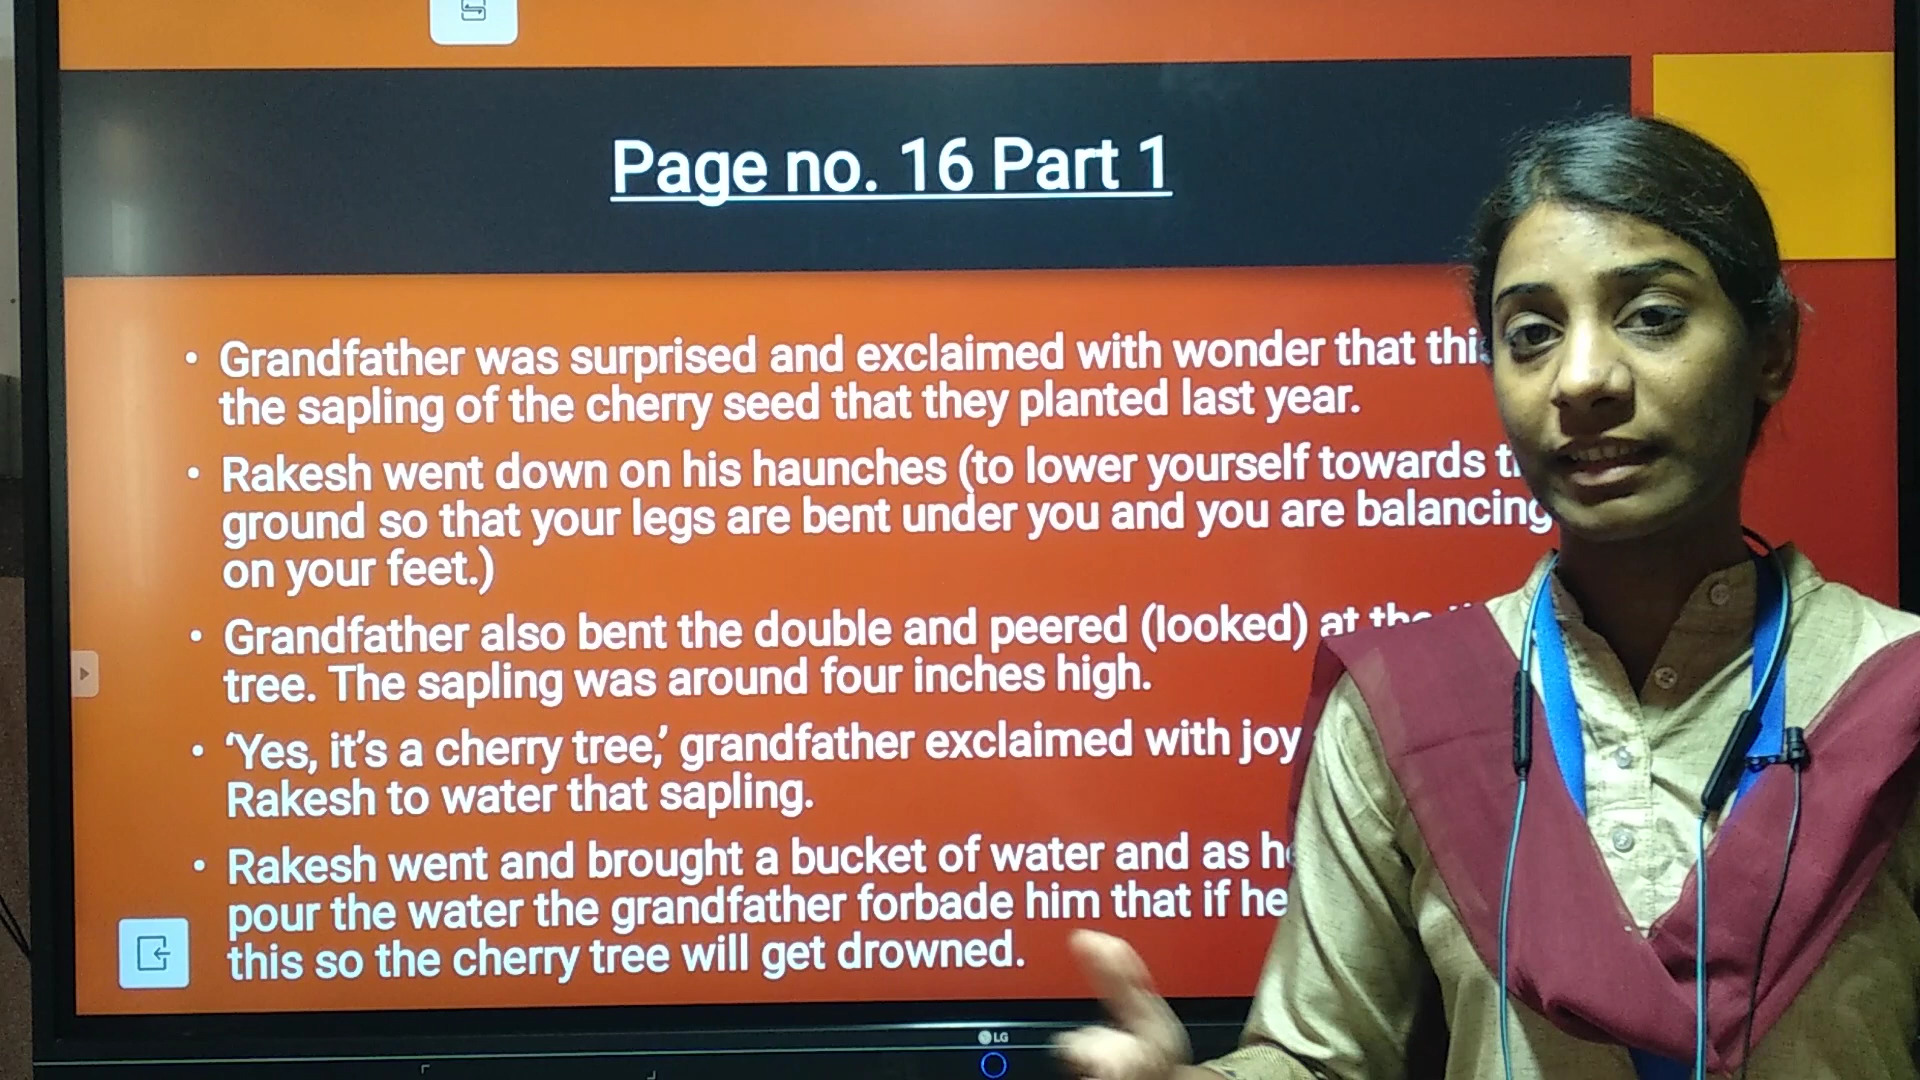 Page no. 16 Part 1
• Grandfather was surprised and exclaimed with wonder that
the sapling of the cherry seed that they planted last year.
• Rakesh went down on his haunches (to lower yourself towards
ground so that your legs are bent under you and you are balancing
on your feet.)
• Grandfather also bent the double and peered (looked) at the
tree. The sapling was around four inches high.
• ‘Yes, it’s a cherry tree,’ grandfather exclaimed with joy
Rakesh to water that sapling.
• Rakesh went and brought a bucket of water and as
pour the water the grandfather forbade him that if he
this so the cherry tree will get drowned.
LG